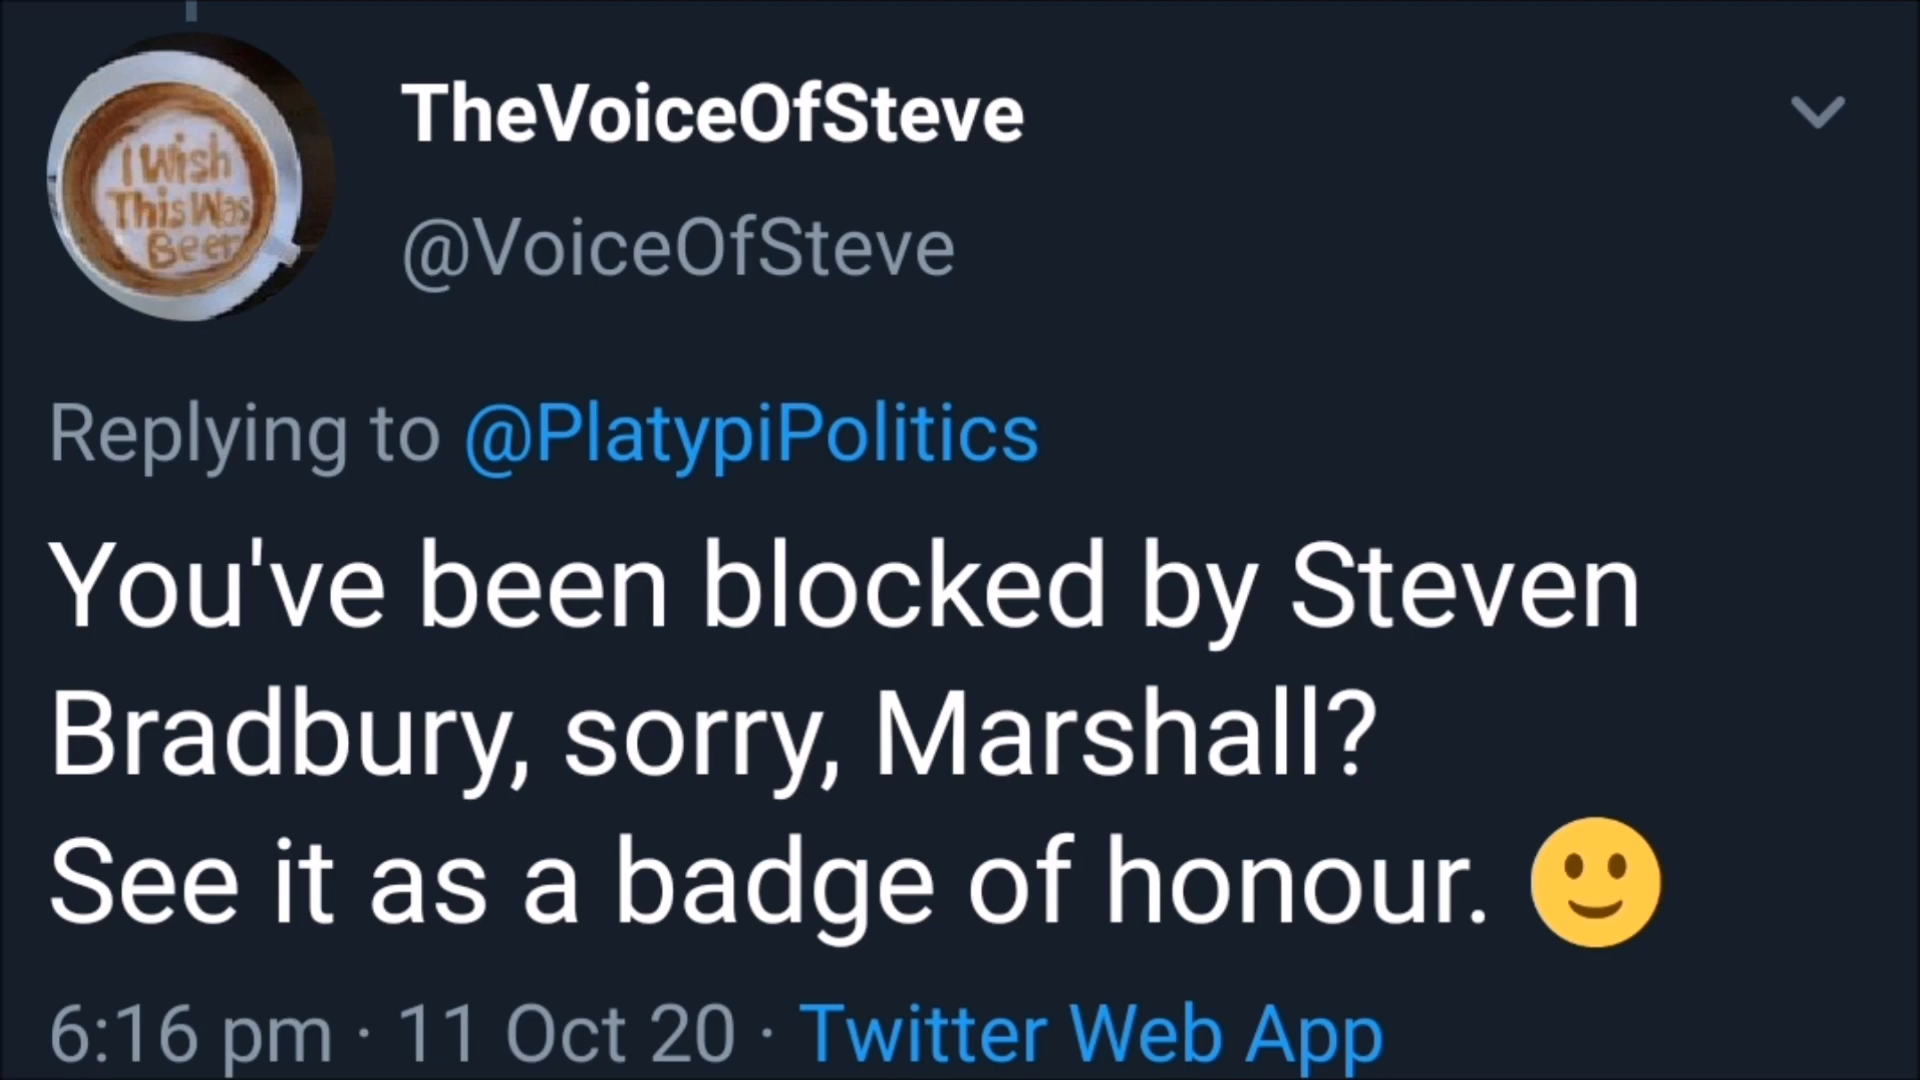 I Wish
This Was
Beer
TheVoiceOfSteve
@VoiceOfSteve
Replying to @PlatypiPolitics
You've been blocked by Steven
Bradbury, sorry, Marshall?
See it as a badge of honour. 🙂
6:16 pm · 11 Oct 20 · Twitter Web App